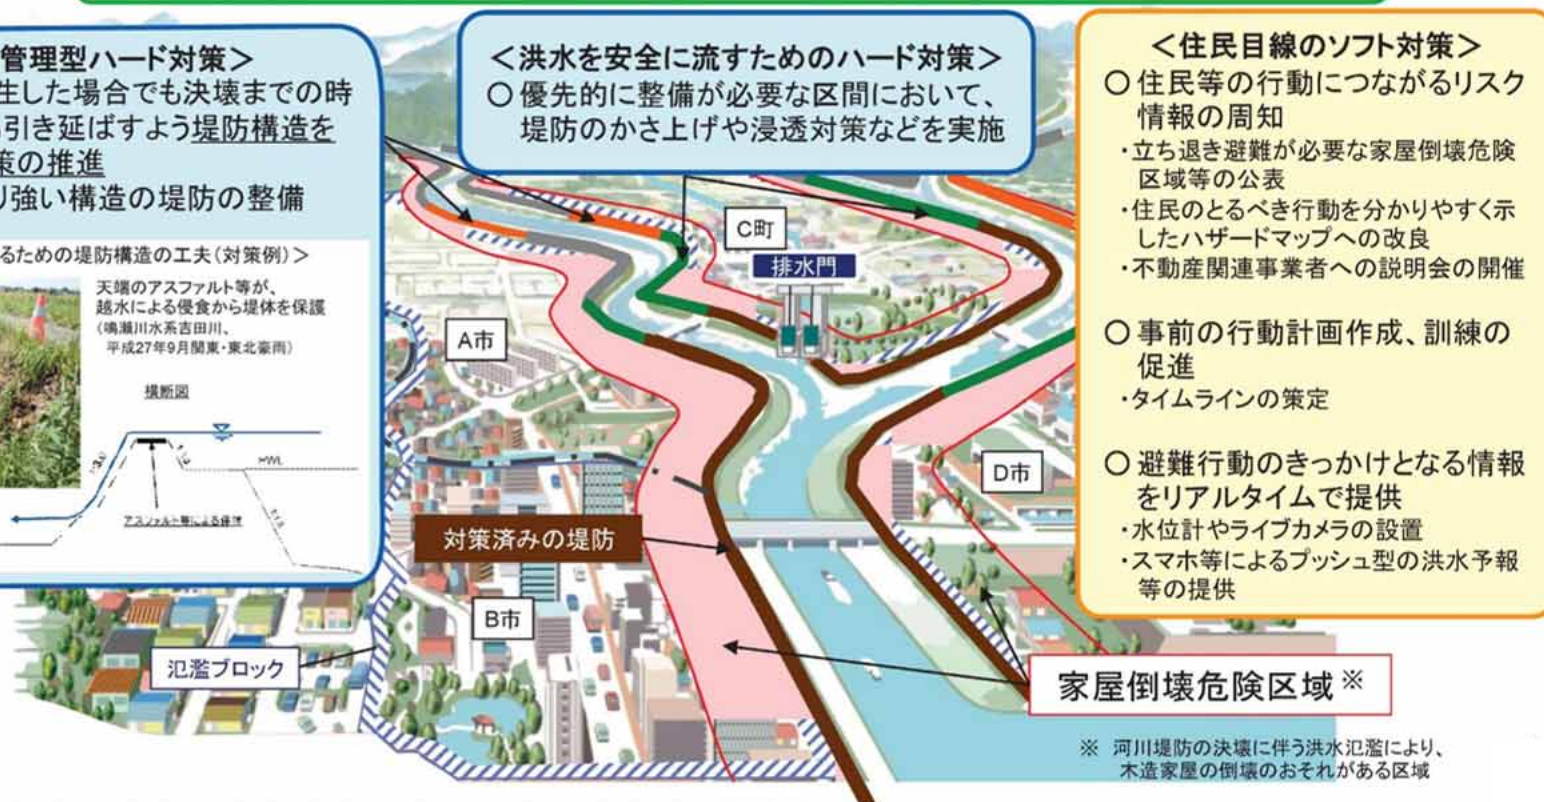 管理型ハード対策＞
生した場合でも決壊までの時
引き延ばすよう堤防構造を
策の推進
り強い構造の堤防の整備
るための堤防構造の工夫（対策例）＞
天端のアスファルト等が、
越水による侵食から堤体を保護
（鳴瀬川水系吉田川、
平成27年9月関東・東北豪雨）
横断図
HWL
アスファルト等による保護
＜洪水を安全に流すためのハード対策＞
○ 優先的に整備が必要な区間において、
堤防のかさ上げや浸透対策などを実施
＜住民目線のソフト対策＞
○ 住民等の行動につながるリスク
情報の周知
・立ち退き避難が必要な家屋倒壊危険
区域等の公表
・住民のとるべき行動を分かりやすく示
したハザードマップへの改良
・不動産関連事業者への説明会の開催
○ 事前の行動計画作成、訓練の
促進
・タイムラインの策定
○ 避難行動のきっかけとなる情報
をリアルタイムで提供
・水位計やライブカメラの設置
・スマホ等によるプッシュ型の洪水予報
等の提供
C町
排水門
A市
D市
対策済みの堤防
B市
氾濫ブロック
家屋倒壊危険区域※
※ 河川堤防の決壊に伴う洪水氾濫により、
木造家屋の倒壊のおそれがある区域